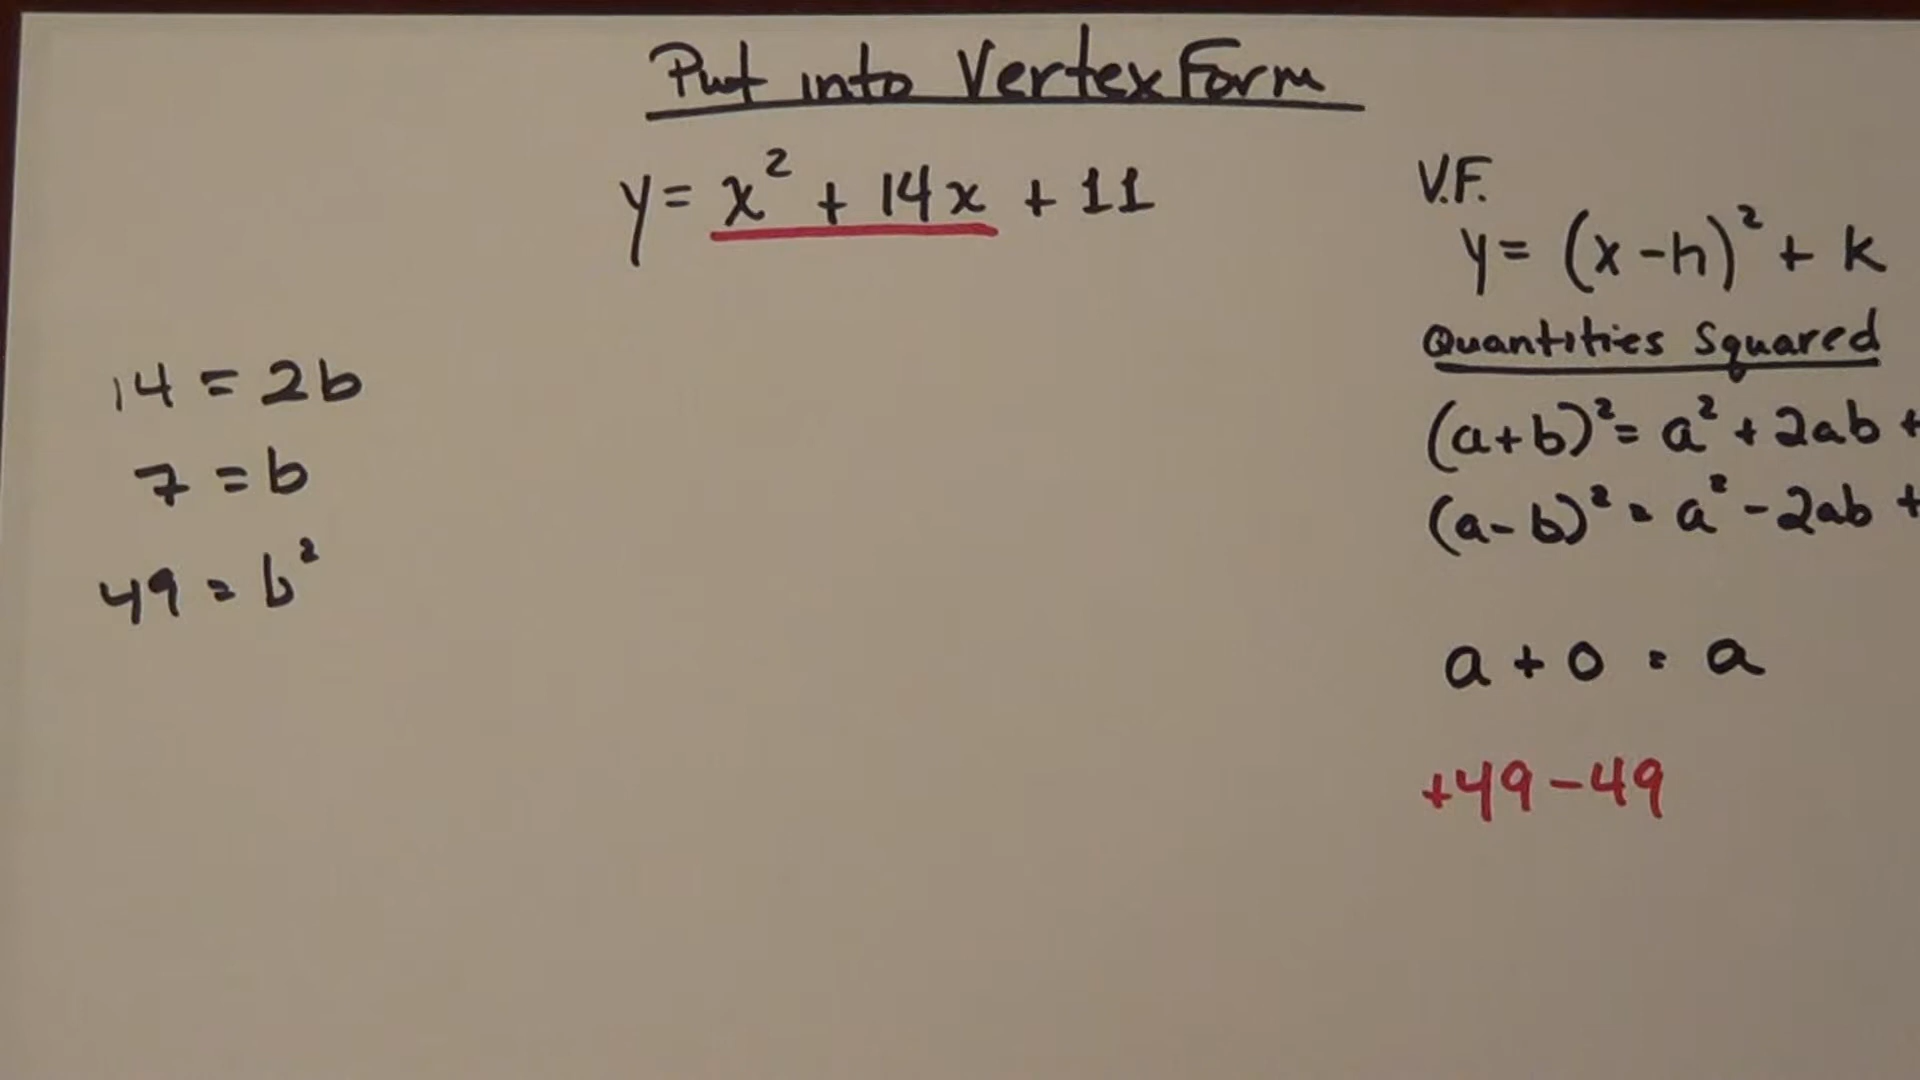 Put into Vertex Form
y = x² + 14x + 11
14 = 2b
7 = b
49 = b²
V.F.
y = (x - h)² + k
Quantities Squared
(a+b)² = a² + 2ab +
(a - b)² = a² - 2ab +
a + 0 = a
+49 - 49